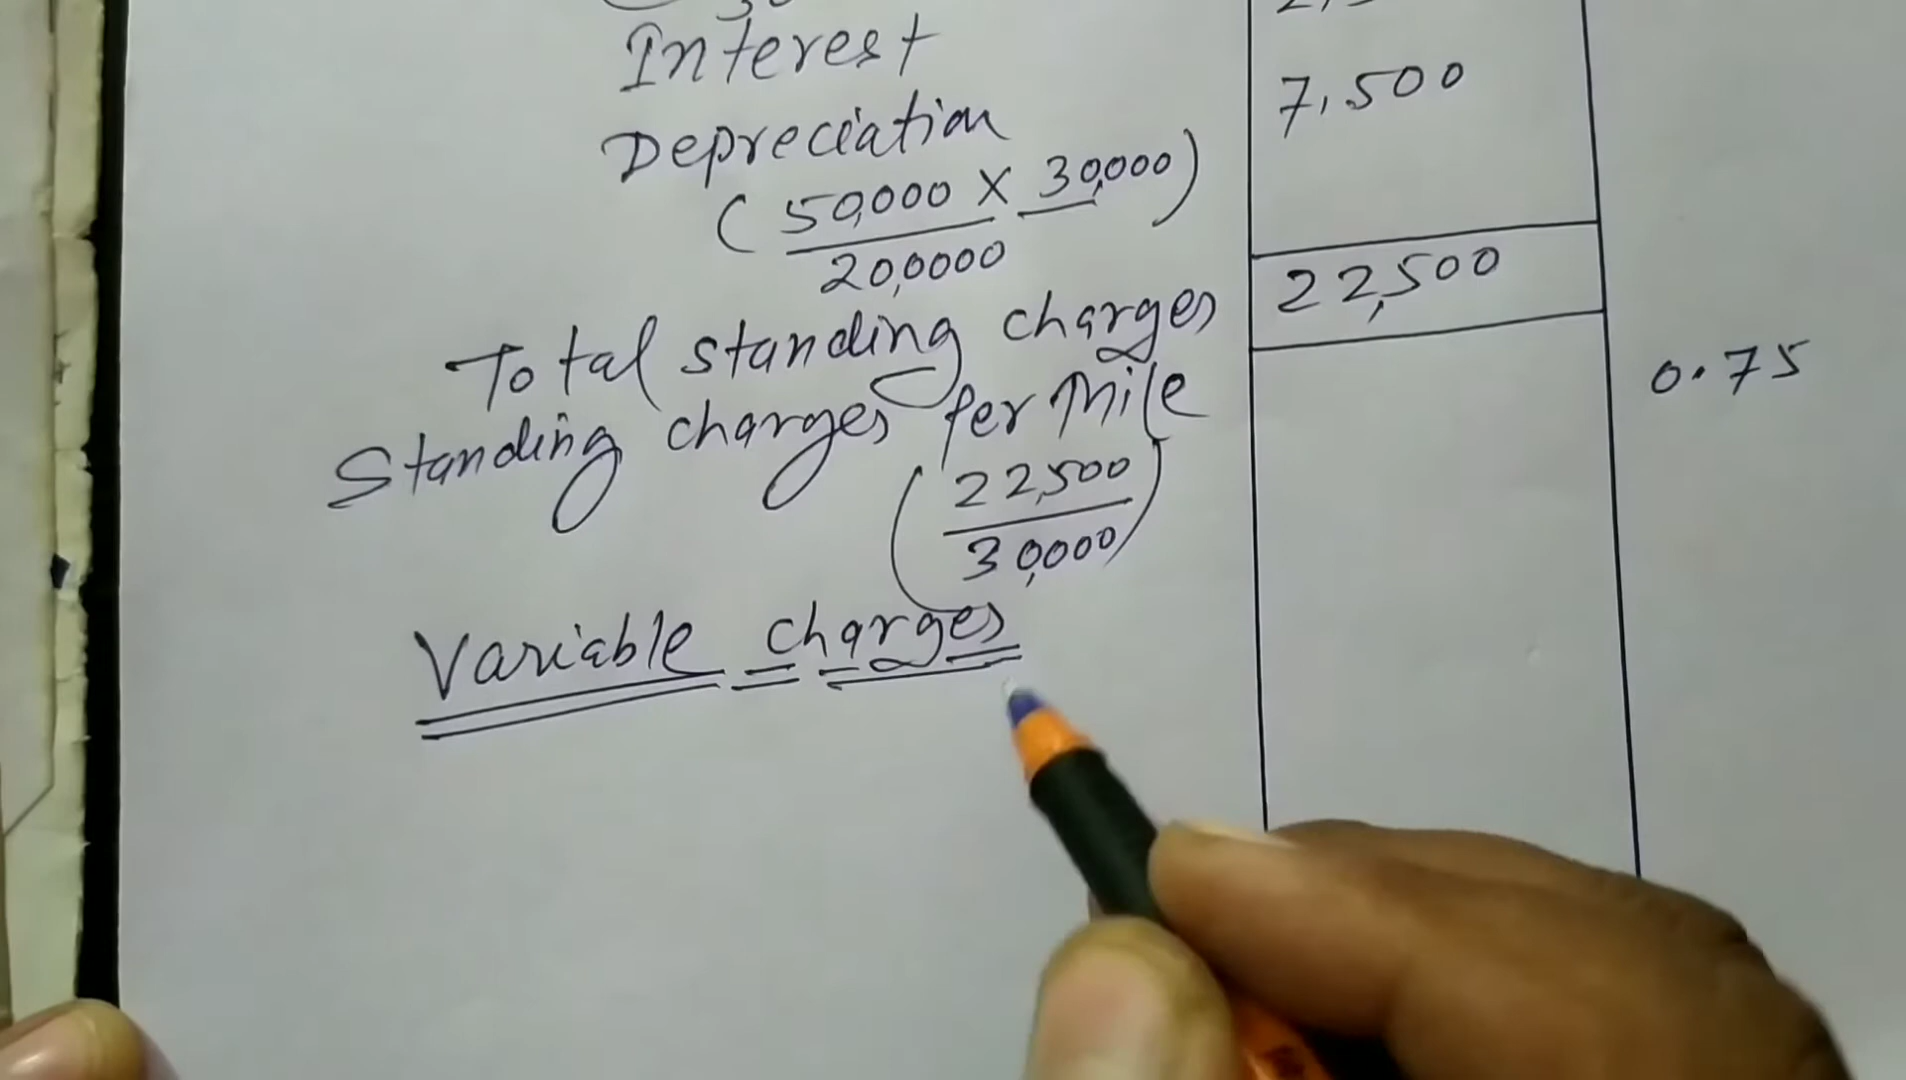 Interest
Depreciation 7,500
(50,000 X 30,000)
20,0000
Total standing charges 22,500
Standing charges per mile 0.75
(22,500
30,000)
Variable charges